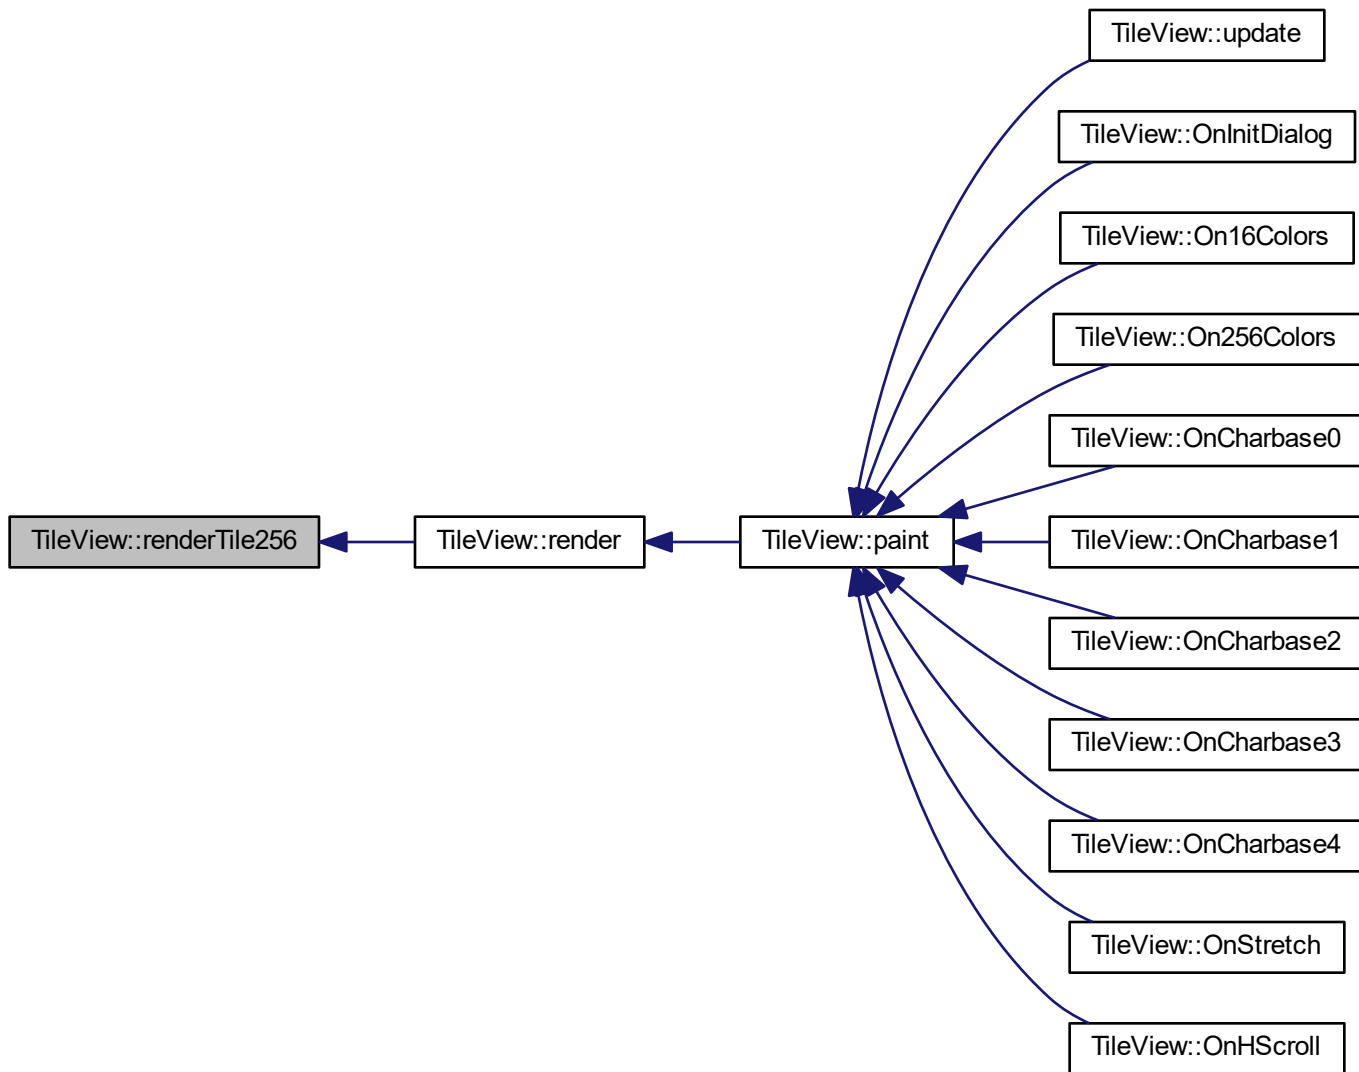 TileView::update
TileView::OnInitDialog
TileView::On16Colors
TileView::On256Colors
TileView::OnCharbase0
TileView::renderTile256
TileView::render
TileView::paint
TileView::OnCharbase1
TileView::OnCharbase2
TileView::OnCharbase3
TileView::OnCharbase4
TileView::OnStretch
TileView::OnHScroll